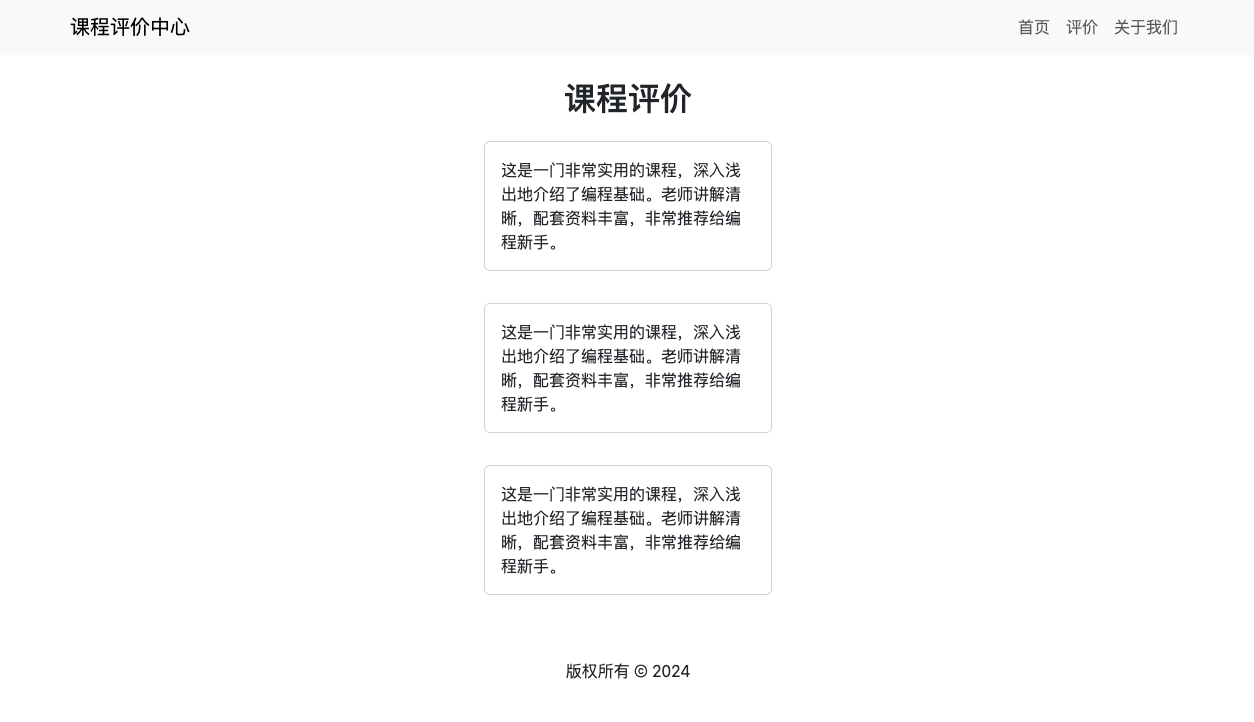 课程评价中心
首页 评价 关于我们
课程评价
这是一门非常实用的课程，深入浅
出地介绍了编程基础。老师讲解清
晰，配套资料丰富，非常推荐给编
程新手。
这是一门非常实用的课程，深入浅
出地介绍了编程基础。老师讲解清
晰，配套资料丰富，非常推荐给编
程新手。
这是一门非常实用的课程，深入浅
出地介绍了编程基础。老师讲解清
晰，配套资料丰富，非常推荐给编
程新手。
版权所有 © 2024